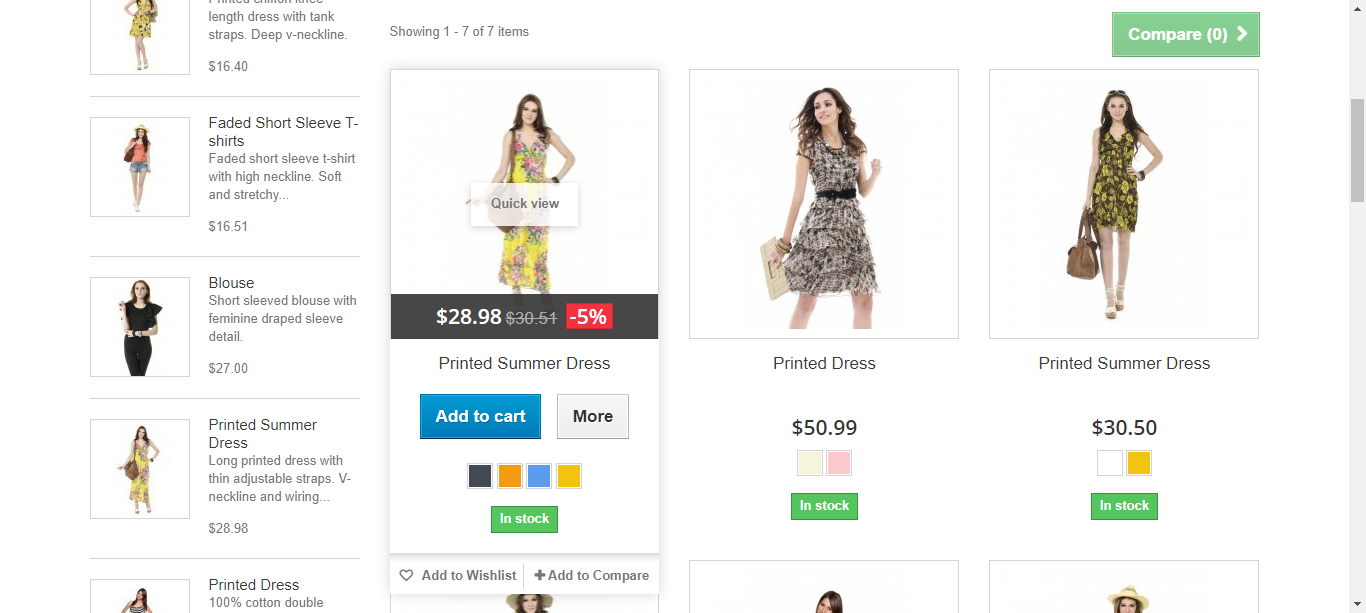 Printed chiffon knee
length dress with tank
straps. Deep v-neckline.
$16.40
Faded Short Sleeve T-
shirts
Faded short sleeve t-shirt
with high neckline. Soft
and stretchy...
$16.51
Blouse
Short sleeved blouse with
feminine draped sleeve
detail.
$27.00
Printed Summer
Dress
Long printed dress with
thin adjustable straps. V-
neckline and wiring...
$28.98
Printed Dress
100% cotton double
Showing 1 - 7 of 7 items
Compare (0)
Quick view
$28.98 $30.51 -5%
Printed Summer Dress
Add to cart
More
In stock
Add to Wishlist
Add to Compare
Printed Dress
$50.99
In stock
Printed Summer Dress
$30.50
In stock